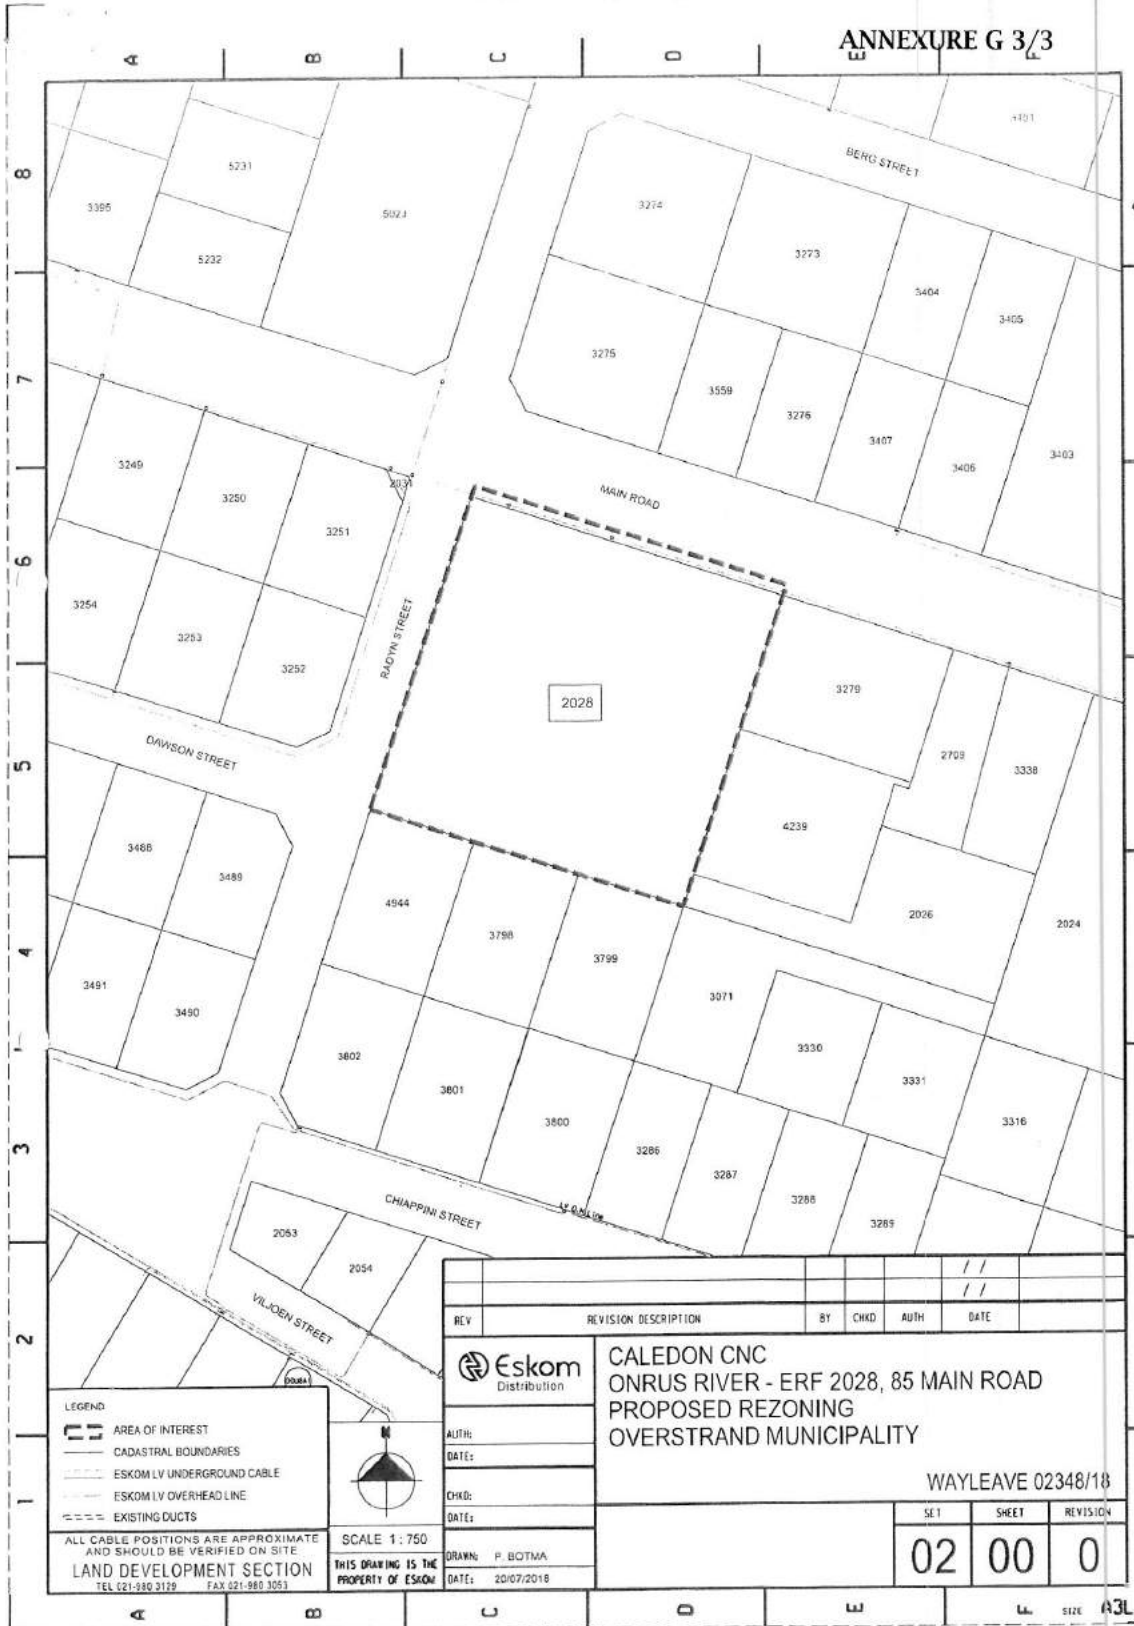 ANNEXURE G 3/3
A B C D E F
8
7
6
5
4
3
2
1
BERG STREET
5231
3395
5232
3274
3273
3404
3275
3559
3276
3407
3403
MAIN ROAD
3249
3250
3251
2031
3254
3253
3252
RADYN STREET
2028
3279
DAWSON STREET
2709
3338
4239
3489
4944
3798
3799
2026
2024
3491
3490
3071
3802
3801
3800
3330
3331
3316
3286
3287
3288
3289
CHIAPPINI STREET
2053
2054
VILJOEN STREET
REV REVISION DESCRIPTION BY CHKD AUTH DATE
/ /
/ /
Eskom
Distribution
AUTH:
DATE:
CHKD:
DATE:
DRAWN: P. BOTMA
DATE: 20/07/2018
CALEDON CNC
ONRUS RIVER - ERF 2028, 85 MAIN ROAD
PROPOSED REZONING
OVERSTRAND MUNICIPALITY
WAYLEAVE 02348/18
SET SHEET REVISION
02 00 0
LEGEND
AREA OF INTEREST
CADASTRAL BOUNDARIES
ESKOM LV UNDERGROUND CABLE
ESKOM LV OVERHEAD LINE
EXISTING DUCTS
ALL CABLE POSITIONS ARE APPROXIMATE
AND SHOULD BE VERIFIED ON SITE
LAND DEVELOPMENT SECTION
TEL 021-980 3129 FAX 021-980 3053
N
SCALE 1:750
THIS DRAWING IS THE
PROPERTY OF ESKOM
A B C D E F SIZE A3L